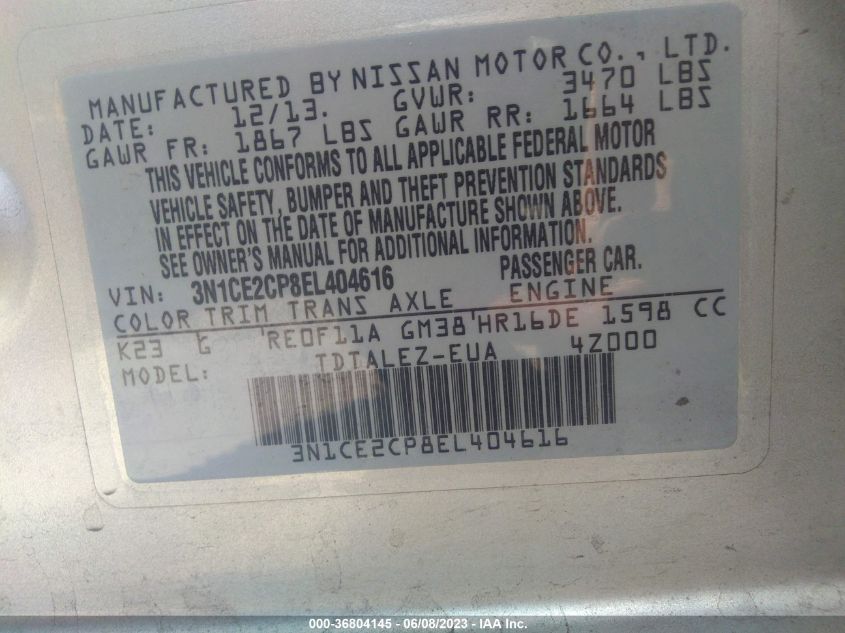 MANUFACTURED BY NISSAN MOTOR CO., LTD.
DATE: 12/13. GVWR: 3470 LBS
GAWR FR: 1867 LBS GAWR RR: 1664 LBS
THIS VEHICLE CONFORMS TO ALL APPLICABLE FEDERAL MOTOR
VEHICLE SAFETY, BUMPER AND THEFT PREVENTION STANDARDS
IN EFFECT ON THE DATE OF MANUFACTURE SHOWN ABOVE.
SEE OWNER'S MANUAL FOR ADDITIONAL INFORMATION.
VIN: 3N1CE2CP8EL404616 PASSENGER CAR.
COLOR TRIM TRANS AXLE ENGINE
K23 G RE0F11A GM38 HR16DE 1598 CC
MODEL: TDTALEZ-EUA 4Z000
3N1CE2CP8EL404616
000-36804145 - 06/08/2023 - IAA Inc.